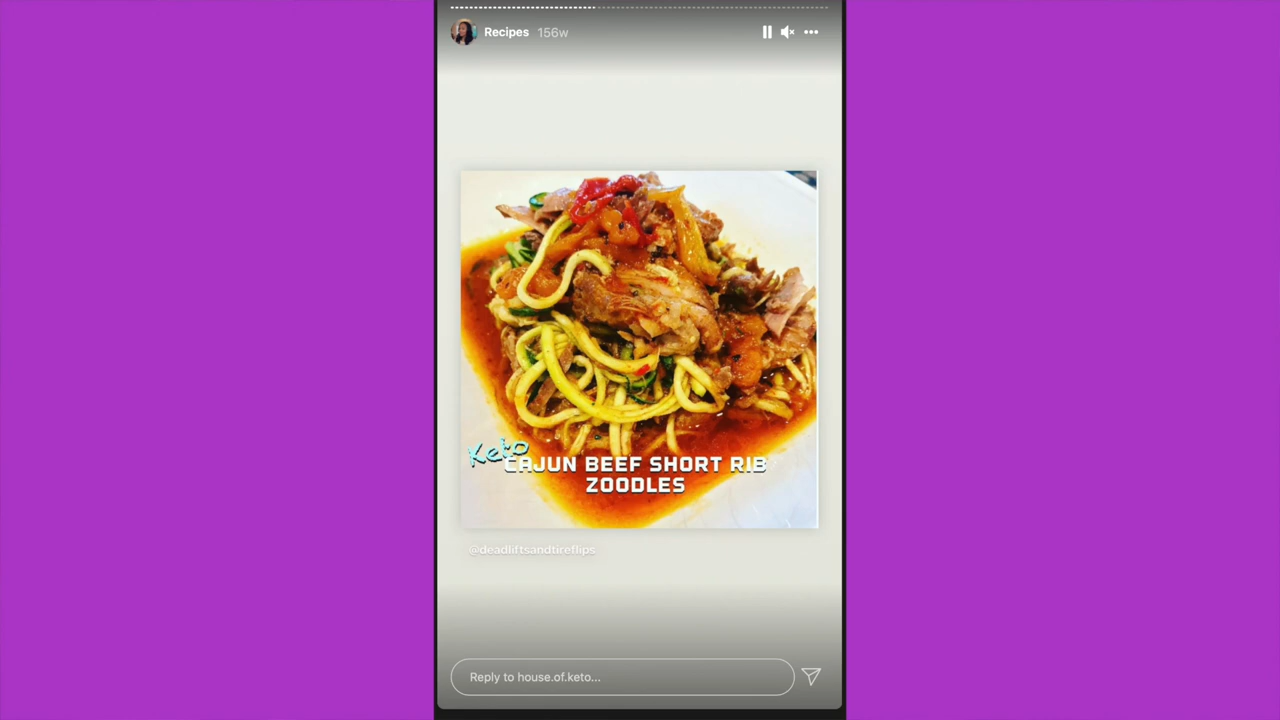 Recipes 156w
Keto
CAJUN BEEF SHORT RIB
ZOODLES
@deadliftsandtireflips
Reply to house.of.keto...